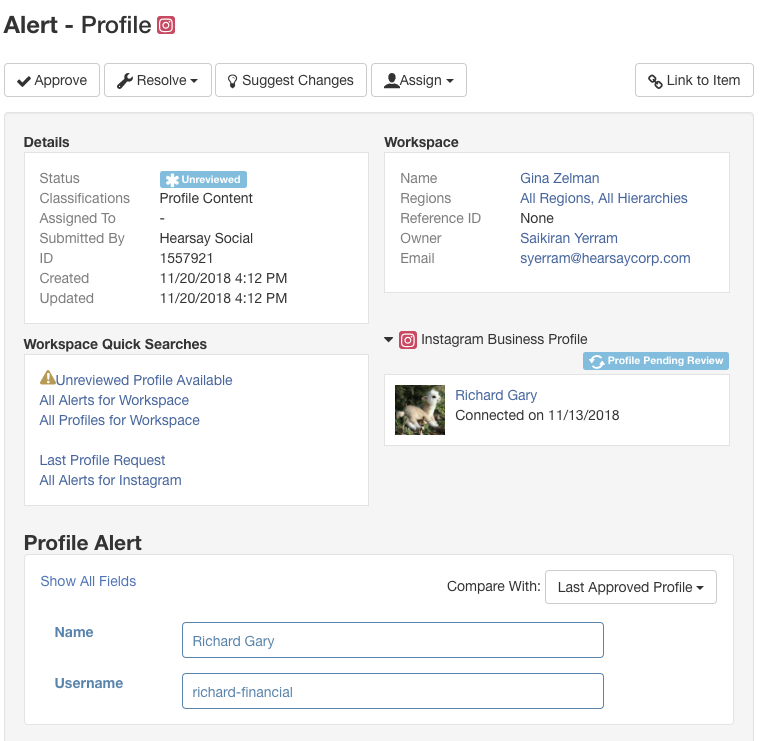 Alert - Profile
Approve
Resolve
Suggest Changes
Assign
Link to Item
Details
Status Unreviewed
Classifications Profile Content
Assigned To -
Submitted By Hearsay Social
ID 1557921
Created 11/20/2018 4:12 PM
Updated 11/20/2018 4:12 PM
Workspace
Name Gina Zelman
Regions All Regions, All Hierarchies
Reference ID None
Owner Saikiran Yerram
Email syerram@hearsaycorp.com
Workspace Quick Searches
Unreviewed Profile Available
All Alerts for Workspace
All Profiles for Workspace
Last Profile Request
All Alerts for Instagram
Instagram Business Profile
Profile Pending Review
Richard Gary
Connected on 11/13/2018
Profile Alert
Show All Fields
Compare With: Last Approved Profile
Name Richard Gary
Username richard-financial